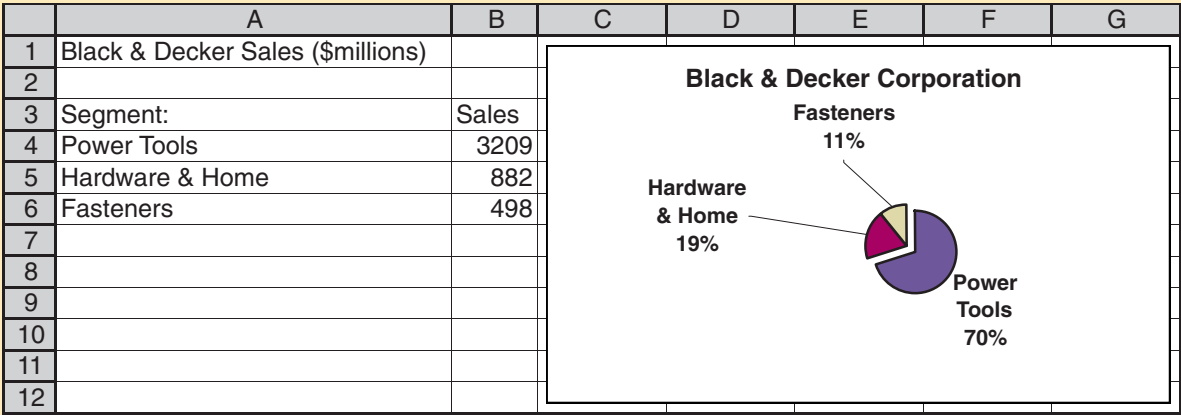 A B C D E F G
1 Black & Decker Sales ($millions)
2
3 Segment: Sales
4 Power Tools 3209
5 Hardware & Home 882
6 Fasteners 498
7
8
9
10
11
12
Black & Decker Corporation
Fasteners
11%
Hardware
& Home
19%
Power
Tools
70%